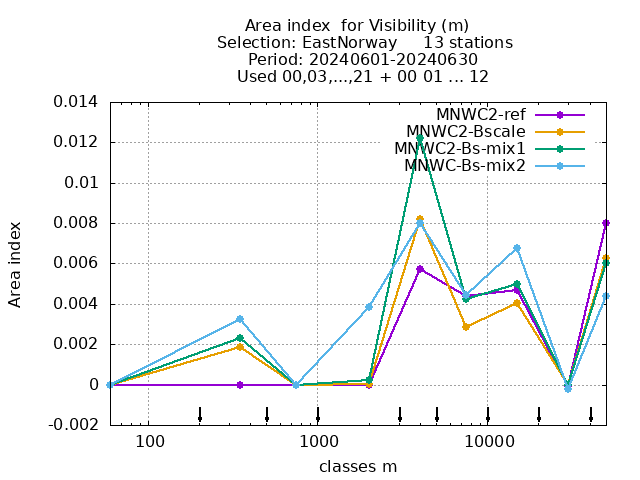 Area index  for Visibility (m)
Selection: EastNorway     13 stations
Period: 20240601-20240630
Used 00,03,...,21 + 00 01 ... 12
MNWC2-ref
MNWC2-Bscale
MNWC2-Bs-mix1
MNWC-Bs-mix2
0.014
0.012
0.01
0.008
0.006
0.004
0.002
0
-0.002
Area index
100 1000 10000
classes m